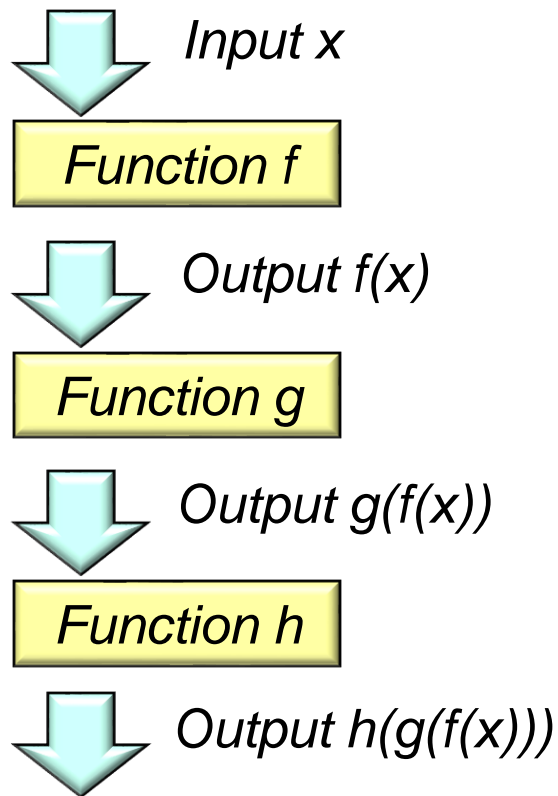 Input x
Function f
Output f(x)
Function g
Output g(f(x))
Function h
Output h(g(f(x)))